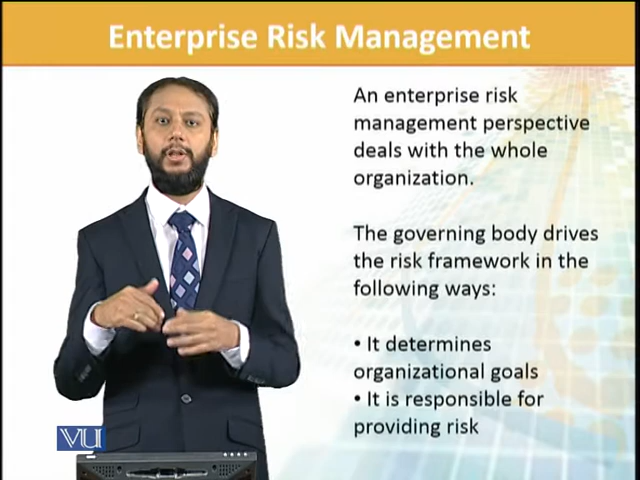 Enterprise Risk Management
An enterprise risk
management perspective
deals with the whole
organization.
The governing body drives
the risk framework in the
following ways:
• It determines
organizational goals
• It is responsible for
providing risk
VU